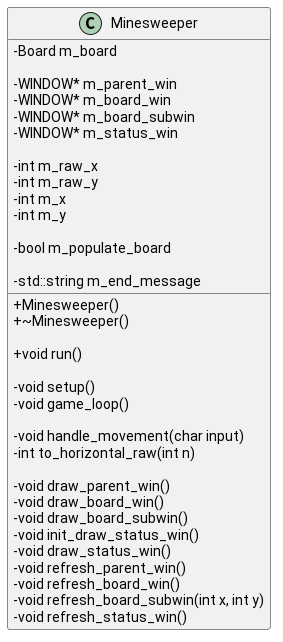 C Minesweeper
-Board m_board
-WINDOW* m_parent_win
-WINDOW* m_board_win
-WINDOW* m_board_subwin
-WINDOW* m_status_win
-int m_raw_x
-int m_raw_y
-int m_x
-int m_y
-bool m_populate_board
-std::string m_end_message
+Minesweeper()
+~Minesweeper()
+void run()
-void setup()
-void game_loop()
-void handle_movement(char input)
-int to_horizontal_raw(int n)
-void draw_parent_win()
-void draw_board_win()
-void draw_board_subwin()
-void init_draw_status_win()
-void draw_status_win()
-void refresh_parent_win()
-void refresh_board_win()
-void refresh_board_subwin(int x, int y)
-void refresh_status_win()